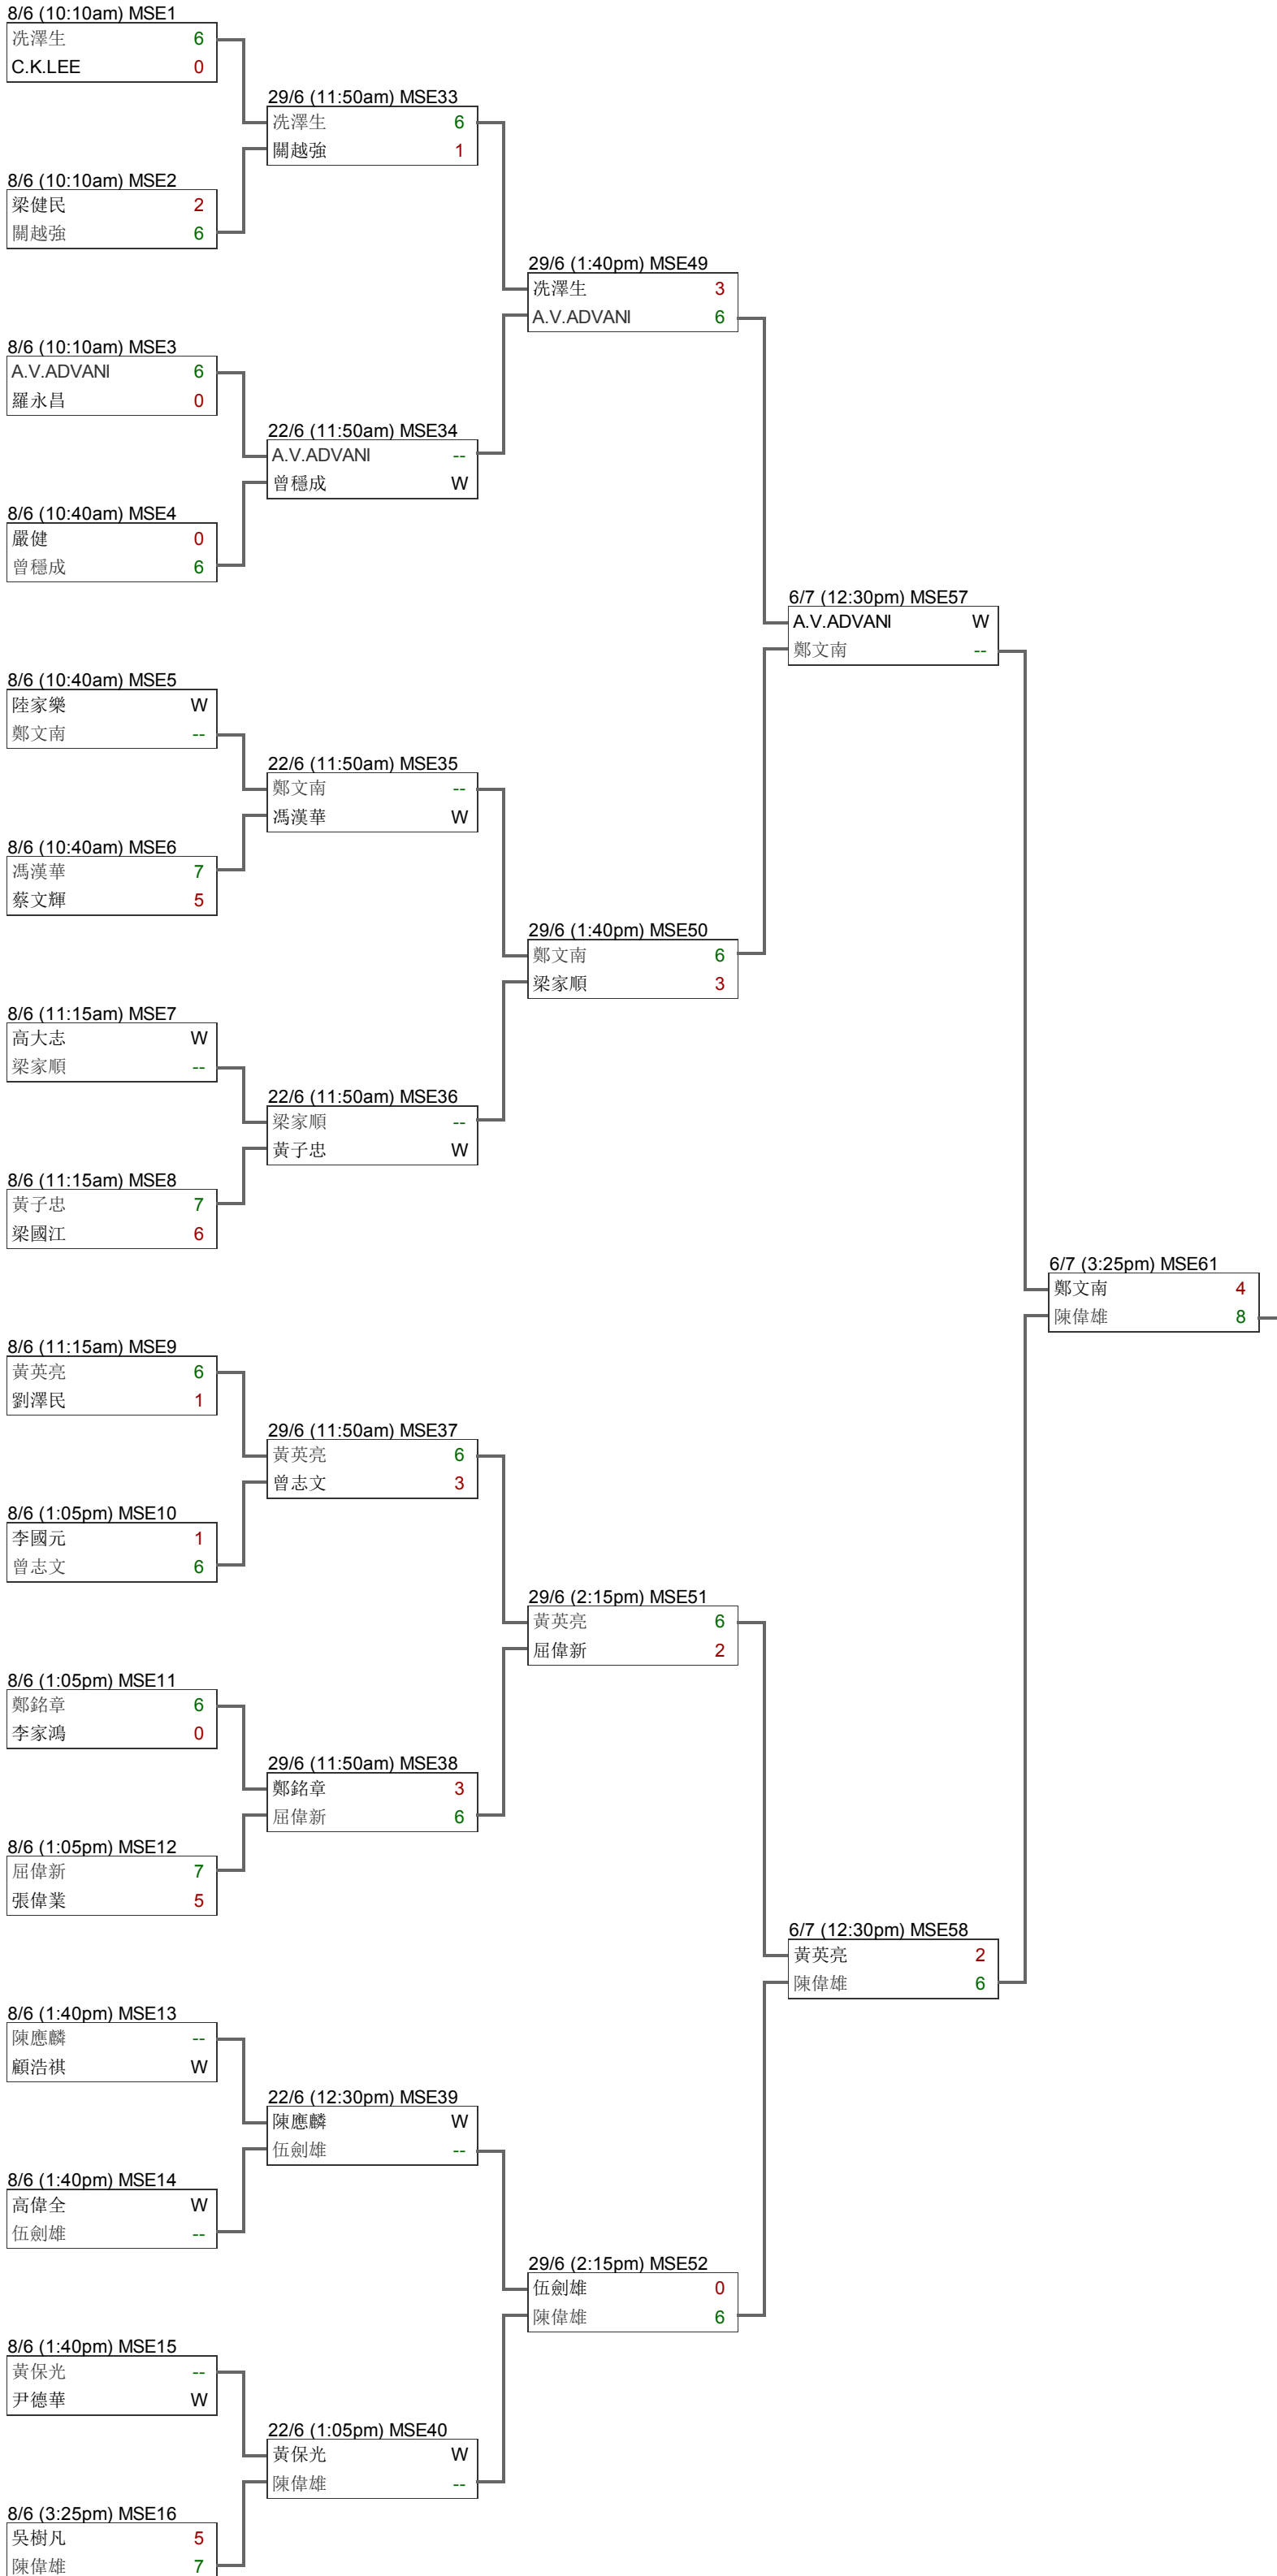 8/6 (10:10am) MSE1
冼澤生 6
C.K.LEE 0
8/6 (10:10am) MSE2
梁健民 2
關越強 6
8/6 (10:10am) MSE3
A.V.ADVANI 6
羅永昌 0
8/6 (10:40am) MSE4
嚴健 0
曾穩成 6
8/6 (10:40am) MSE5
陸家樂 W
鄭文南 --
8/6 (10:40am) MSE6
馮漢華 7
蔡文輝 5
8/6 (11:15am) MSE7
高大志 W
梁家順 --
8/6 (11:15am) MSE8
黃子忠 7
梁國江 6
8/6 (11:15am) MSE9
黃英亮 6
劉澤民 1
8/6 (1:05pm) MSE10
李國元 1
曾志文 6
8/6 (1:05pm) MSE11
鄭銘章 6
李家鴻 0
8/6 (1:05pm) MSE12
屈偉新 7
張偉業 5
8/6 (1:40pm) MSE13
陳應麟 --
顧浩祺 W
8/6 (1:40pm) MSE14
高偉全 W
伍劍雄 --
8/6 (1:40pm) MSE15
黃保光 --
尹德華 W
8/6 (3:25pm) MSE16
吳樹凡 5
陳偉雄 7
29/6 (11:50am) MSE33
冼澤生 6
關越強 1
22/6 (11:50am) MSE34
A.V.ADVANI --
曾穩成 W
22/6 (11:50am) MSE35
鄭文南 --
馮漢華 W
22/6 (11:50am) MSE36
梁家順 --
黃子忠 W
29/6 (11:50am) MSE37
黃英亮 6
曾志文 3
29/6 (11:50am) MSE38
鄭銘章 3
屈偉新 6
22/6 (12:30pm) MSE39
陳應麟 W
伍劍雄 --
22/6 (1:05pm) MSE40
黃保光 W
陳偉雄 --
29/6 (1:40pm) MSE49
冼澤生 3
A.V.ADVANI 6
29/6 (1:40pm) MSE50
鄭文南 6
梁家順 3
29/6 (2:15pm) MSE51
黃英亮 6
屈偉新 2
29/6 (2:15pm) MSE52
伍劍雄 0
陳偉雄 6
6/7 (12:30pm) MSE57
A.V.ADVANI W
鄭文南 --
6/7 (12:30pm) MSE58
黃英亮 2
陳偉雄 6
6/7 (3:25pm) MSE61
鄭文南 4
陳偉雄 8